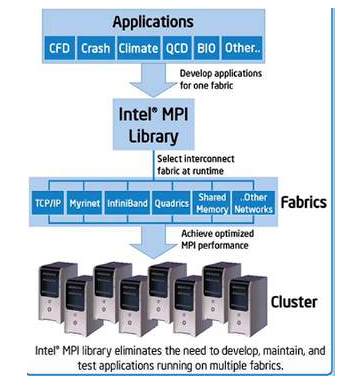 Applications
CFD Crash Climate QCD BIO Other..
Develop applications
for one fabric
Intel® MPI
Library
Select interconnect
fabric at runtime
TCP/IP Myrinet InfiniBand Quadrics Shared Memory ..Other Networks
Fabrics
Achieve optimized
MPI performance
Cluster
Intel® MPI library eliminates the need to develop, maintain, and
test applications running on multiple fabrics.